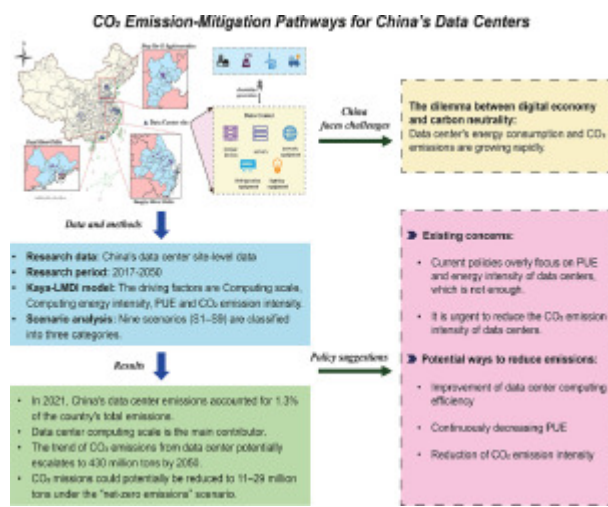 CO₂ Emission-Mitigation Pathways for China's Data Centers
Data Center
China
faces challenges
The dilemma between digital economy
and carbon neutrality:
Data center's energy consumption and CO₂
emissions are growing rapidly.
Data and methods
• Research data: China's data center site-level data
• Research period: 2017-2050
• Kaya-LMDI model: The driving factors are Computing scale,
Computing energy intensity, PUE and CO₂ emission intensity.
• Scenario analysis: Nine scenarios (S1–S9) are classified
into three categories.
Results
• In 2021, China's data center emissions accounted for 1.3%
of the country's total emissions.
• Data center computing scale is the main contributor.
• The trend of CO₂ emissions from data center potentially
escalates to 430 million tons by 2050.
• CO₂ missions could potentially be reduced to 11–29 million
tons under the "net-zero emissions" scenario.
Policy suggestions
Existing concerns:
• Current policies overly focus on PUE
and energy intensity of data centers,
which is not enough.
• It is urgent to reduce the CO₂ emission
intensity of data centers.
Potential ways to reduce emissions:
• Improvement of data center computing
efficiency
• Continuously decreasing PUE
• Reduction of CO₂ emission intensity